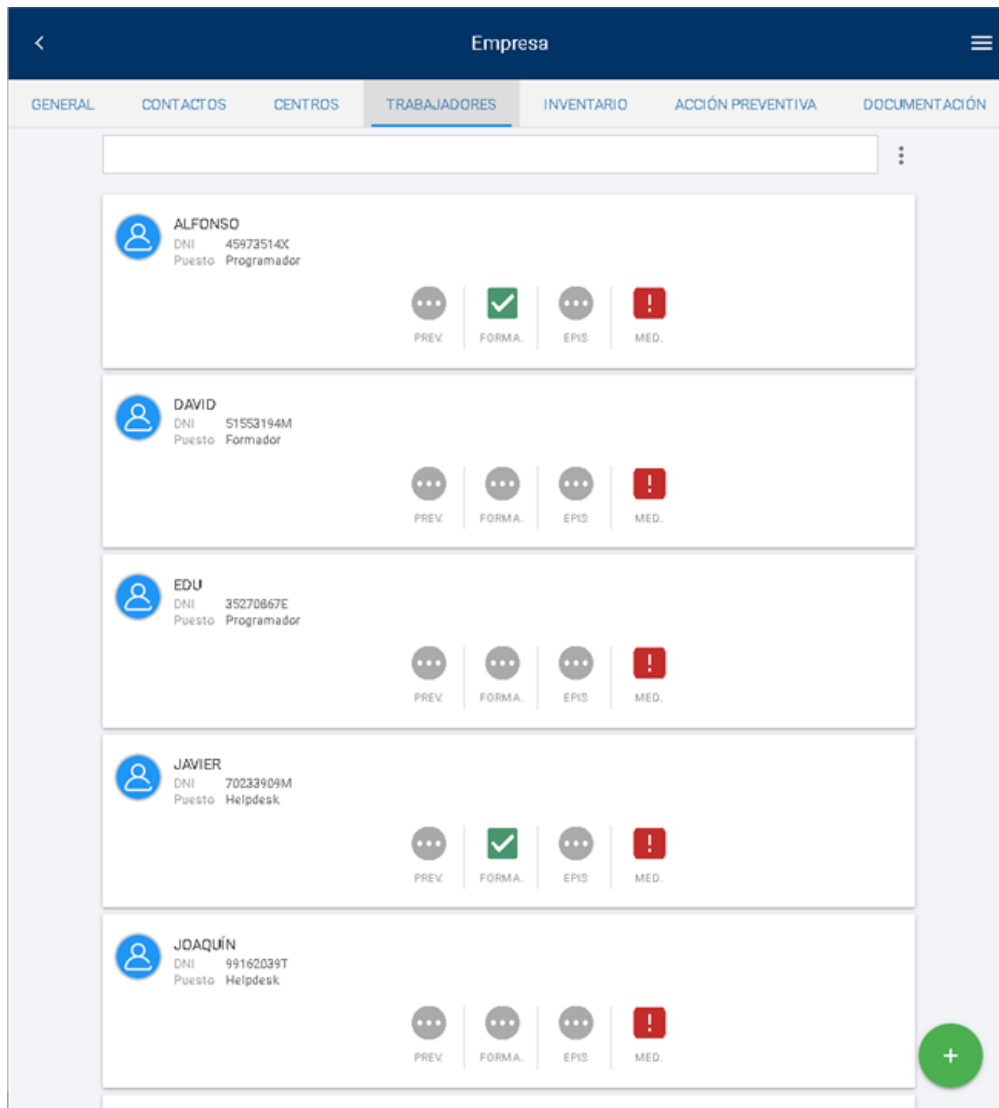 Empresa
GENERAL CONTACTOS CENTROS TRABAJADORES INVENTARIO ACCIÓN PREVENTIVA DOCUMENTACIÓN
ALFONSO
DNI 45973514X
Puesto Programador
PREV. FORMA. EPIS MED.
DAVID
DNI 51553194M
Puesto Formador
PREV. FORMA. EPIS MED.
EDU
DNI 35270867E
Puesto Programador
PREV. FORMA. EPIS MED.
JAVIER
DNI 70233909M
Puesto Helpdesk
PREV. FORMA. EPIS MED.
JOAQUÍN
DNI 99162039T
Puesto Helpdesk
PREV. FORMA. EPIS MED.